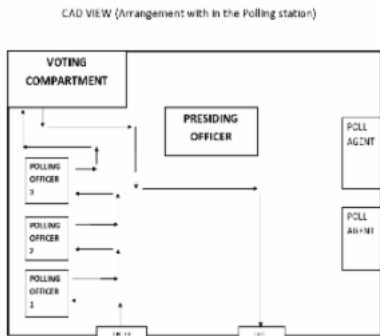 CAD VIEW (Arrangement with in the Polling station)
VOTING
COMPARTMENT
PRESIDING
OFFICER
POLL
AGENT
POLLING
OFFICER
3
POLLING
OFFICER
2
POLL
AGENT
POLLING
OFFICER
1